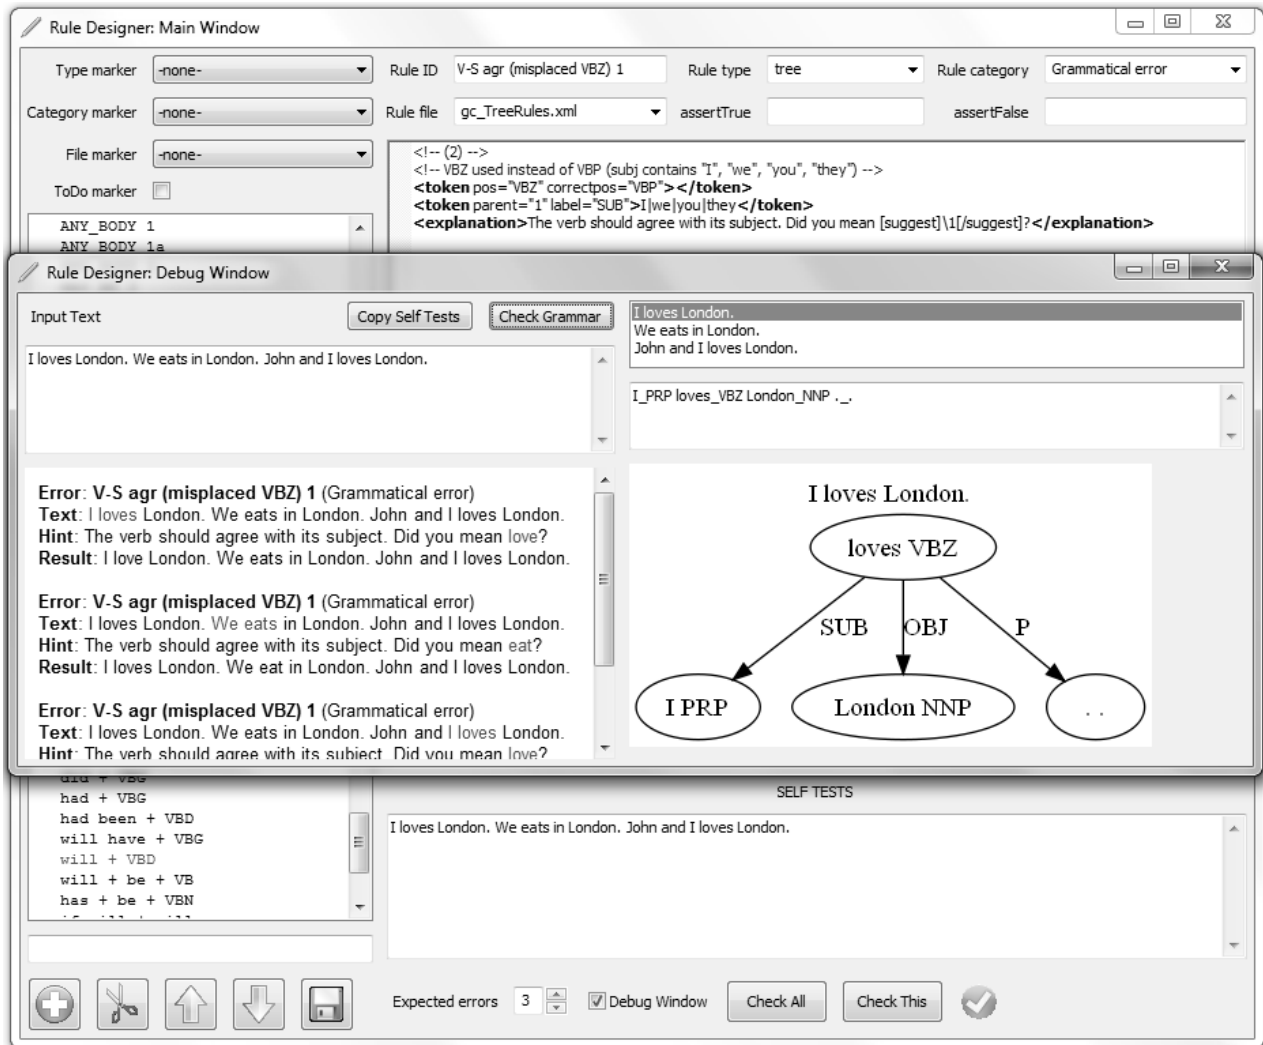 Rule Designer: Main Window
Type marker -none- Rule ID V-S agr (misplaced VBZ) 1 Rule type tree Rule category Grammatical error
Category marker -none- Rule file gc_TreeRules.xml assertTrue assertFalse
File marker -none-
ToDo marker
<!-- (2) -->
<!-- VBZ used instead of VBP (subj contains "I", "we", "you", "they") -->
<token pos="VBZ" correctpos="VBP"></token>
<token parent="1" label="SUB">I|we|you|they</token>
<explanation>The verb should agree with its subject. Did you mean [suggest]\1[/suggest]?</explanation>
ANY_BODY 1
ANY BODY 1a
Rule Designer: Debug Window
Input Text Copy Self Tests Check Grammar
I loves London. We eats in London. John and I loves London.
I loves London.
We eats in London.
John and I loves London.
I_PRP loves_VBZ London_NNP ._.
Error: V-S agr (misplaced VBZ) 1 (Grammatical error)
Text: I loves London. We eats in London. John and I loves London.
Hint: The verb should agree with its subject. Did you mean love?
Result: I love London. We eats in London. John and I loves London.
Error: V-S agr (misplaced VBZ) 1 (Grammatical error)
Text: I loves London. We eats in London. John and I loves London.
Hint: The verb should agree with its subject. Did you mean eat?
Result: I loves London. We eat in London. John and I loves London.
Error: V-S agr (misplaced VBZ) 1 (Grammatical error)
Text: I loves London. We eats in London. John and I loves London.
Hint: The verb should agree with its subject. Did you mean love?
I loves London.
loves VBZ
SUB OBJ P
I PRP London NNP . .
did + VBG
had + VBG
had been + VBD
will have + VBG
will + VBD
will + be + VB
has + be + VBN
SELF TESTS
I loves London. We eats in London. John and I loves London.
Expected errors 3 Debug Window Check All Check This